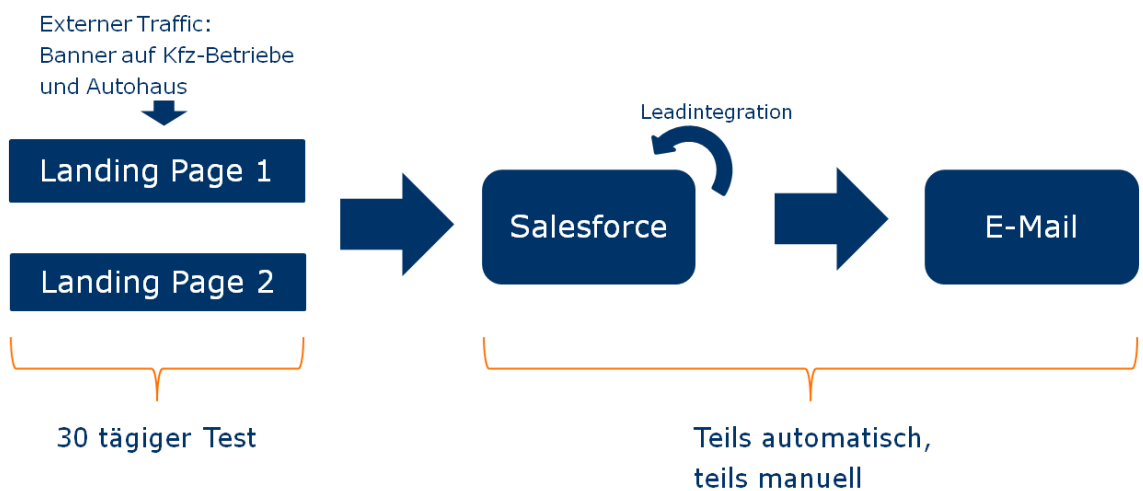 Externer Traffic:
Banner auf Kfz-Betriebe
und Autohaus
Leadintegration
Landing Page 1
Salesforce
E-Mail
Landing Page 2
30 tägiger Test
Teils automatisch,
teils manuell